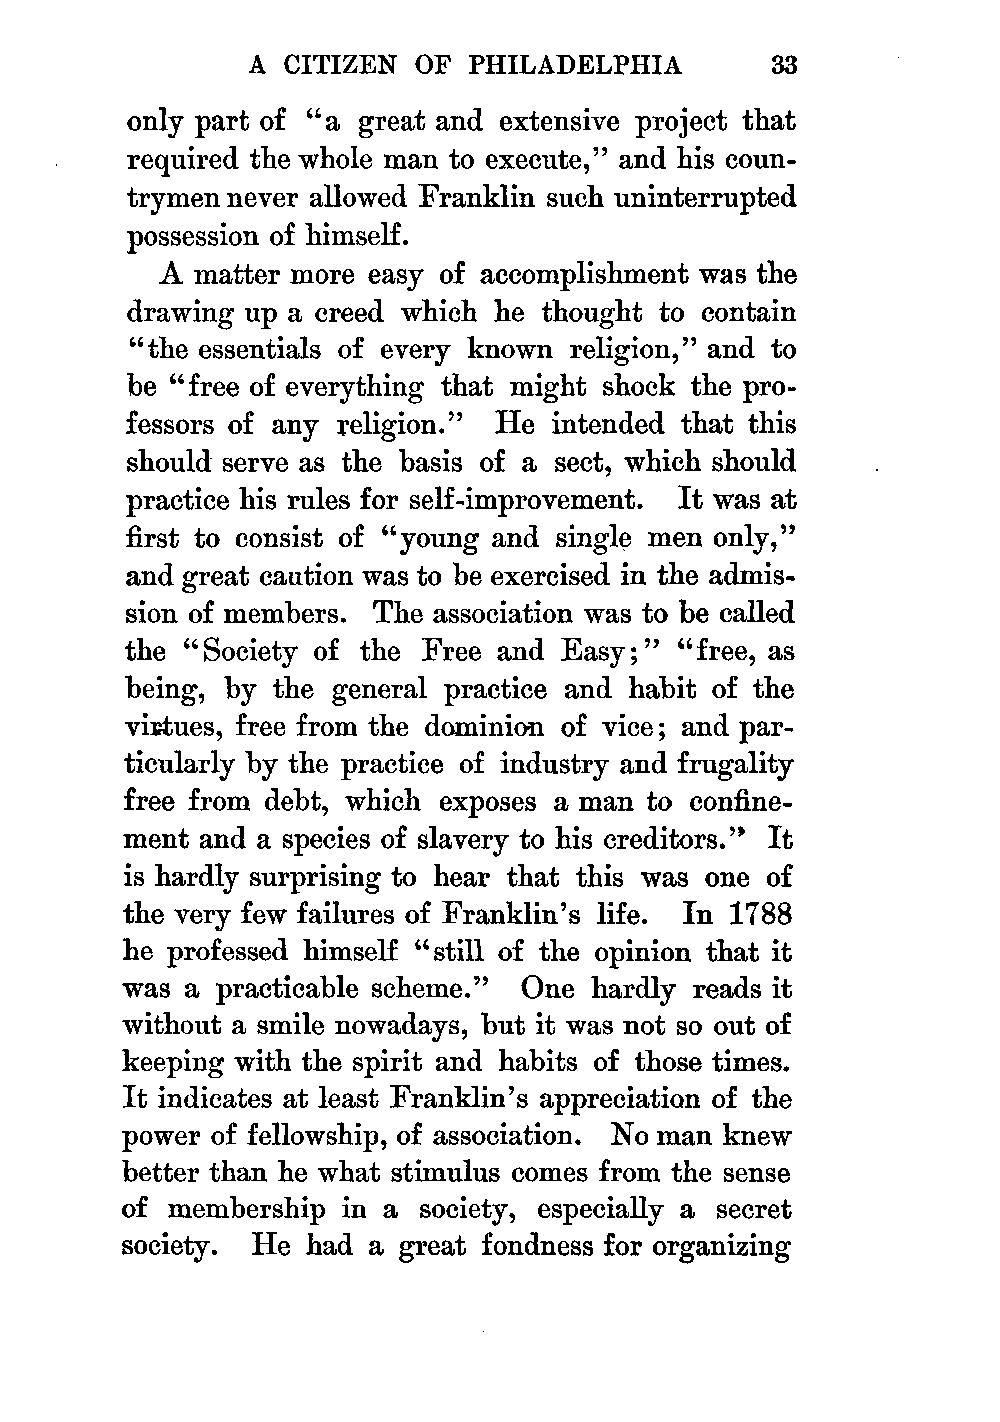 A CITIZEN OF PHILADELPHIA 33
only part of "a great and extensive project that
required the whole man to execute," and his coun-
trymen never allowed Franklin such uninterrupted
possession of himself.
A matter more easy of accomplishment was the
drawing up a creed which he thought to contain
"the essentials of every known religion," and to
be "free of everything that might shock the pro-
fessors of any religion." He intended that this
should serve as the basis of a sect, which should
practice his rules for self-improvement. It was at
first to consist of "young and single men only,"
and great caution was to be exercised in the admis-
sion of members. The association was to be called
the "Society of the Free and Easy;" "free, as
being, by the general practice and habit of the
virtues, free from the dominion of vice; and par-
ticularly by the practice of industry and frugality
free from debt, which exposes a man to confine-
ment and a species of slavery to his creditors." It
is hardly surprising to hear that this was one of
the very few failures of Franklin's life. In 1788
he professed himself "still of the opinion that it
was a practicable scheme." One hardly reads it
without a smile nowadays, but it was not so out of
keeping with the spirit and habits of those times.
It indicates at least Franklin's appreciation of the
power of fellowship, of association. No man knew
better than he what stimulus comes from the sense
of membership in a society, especially a secret
society. He had a great fondness for organizing